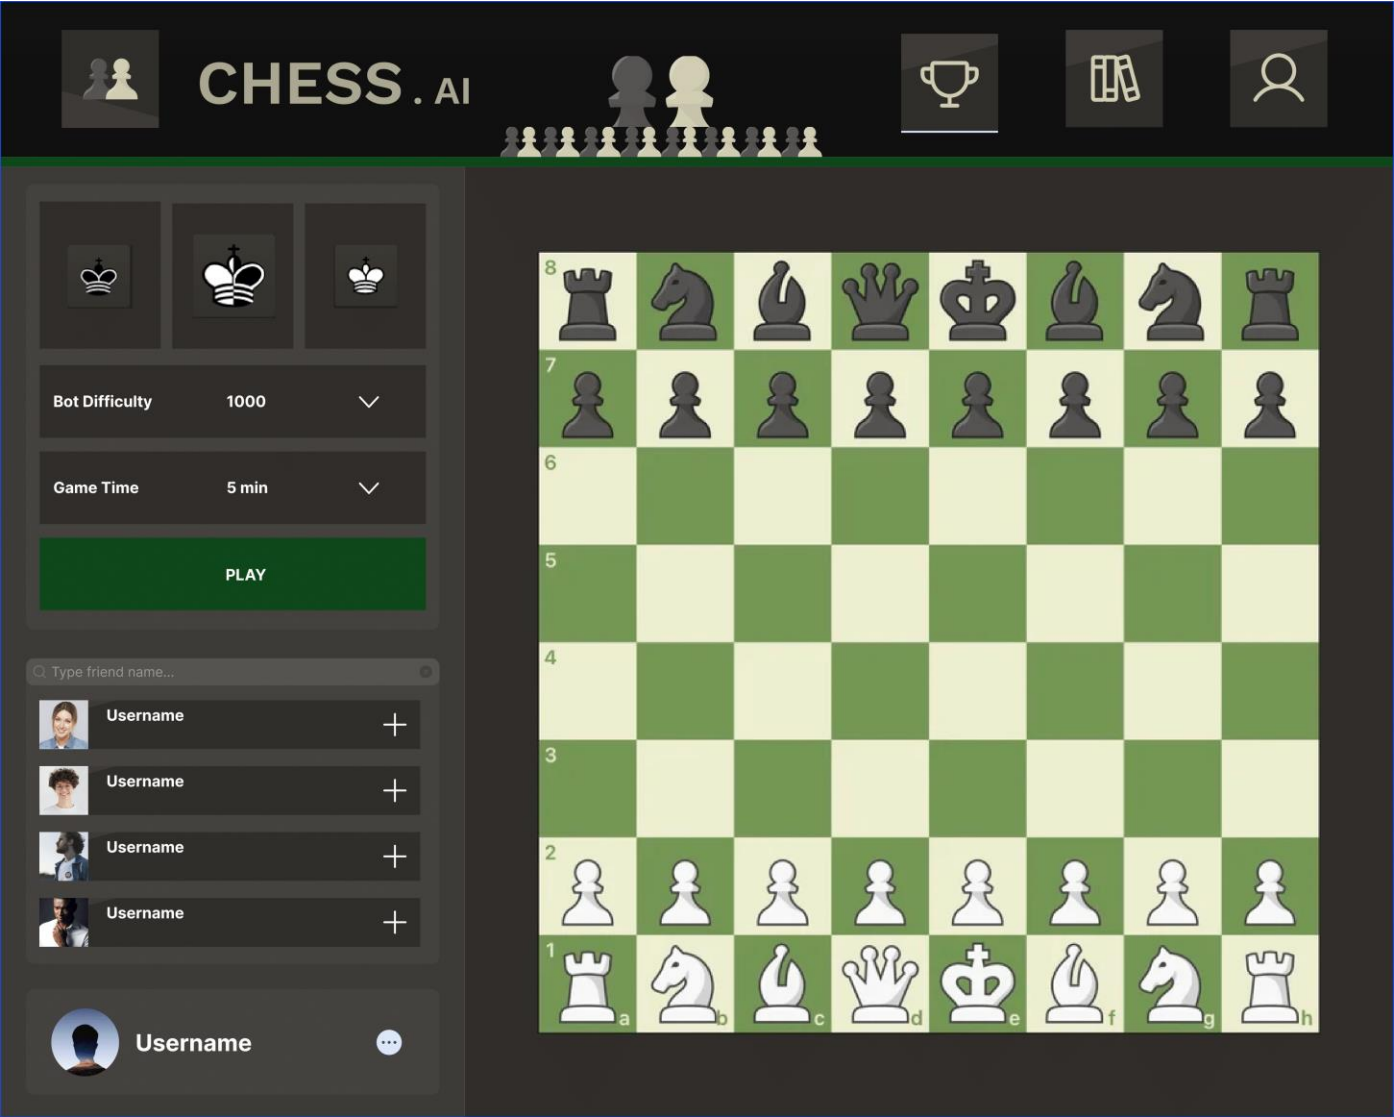 CHESS . AI
Bot Difficulty 1000
Game Time 5 min
PLAY
Type friend name...
Username
Username
Username
Username
Username
8
7
6
5
4
3
2
1
a b c d e f g h